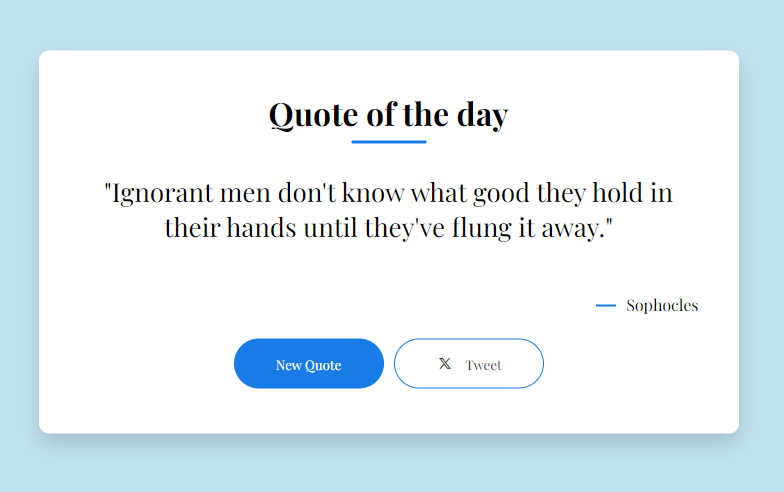 Quote of the day
"Ignorant men don't know what good they hold in
their hands until they've flung it away."
— Sophocles
New Quote
𝕏 Tweet